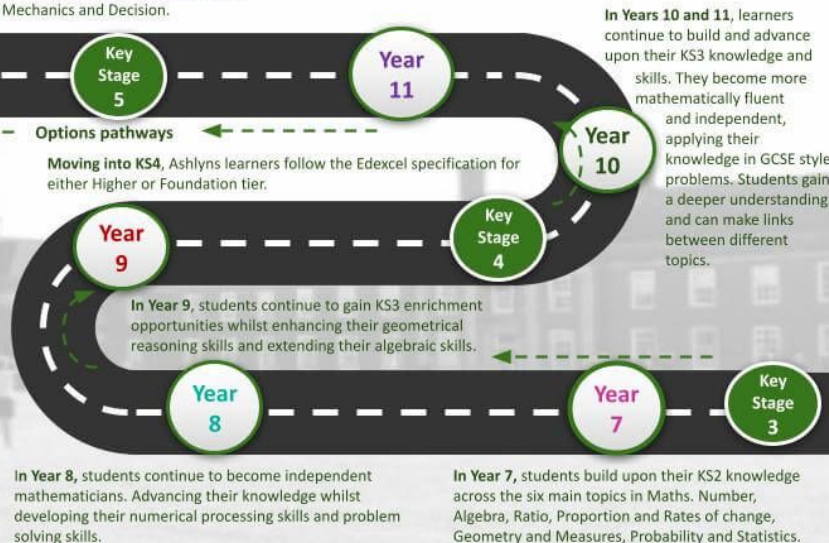 Mechanics and Decision.
Key
Stage
5
Year
11
In Years 10 and 11, learners
continue to build and advance
upon their KS3 knowledge and
skills. They become more
mathematically fluent
and independent,
applying their
knowledge in GCSE style
problems. Students gain
a deeper understanding
and can make links
between different
topics.
Year
10
Options pathways
Moving into KS4, Ashlyns learners follow the Edexcel specification for
either Higher or Foundation tier.
Key
Stage
4
Year
9
In Year 9, students continue to gain KS3 enrichment
opportunities whilst enhancing their geometrical
reasoning skills and extending their algebraic skills.
Year
8
Year
7
Key
Stage
3
In Year 8, students continue to become independent
mathematicians. Advancing their knowledge whilst
developing their numerical processing skills and problem
solving skills.
In Year 7, students build upon their KS2 knowledge
across the six main topics in Maths. Number,
Algebra, Ratio, Proportion and Rates of change,
Geometry and Measures, Probability and Statistics.